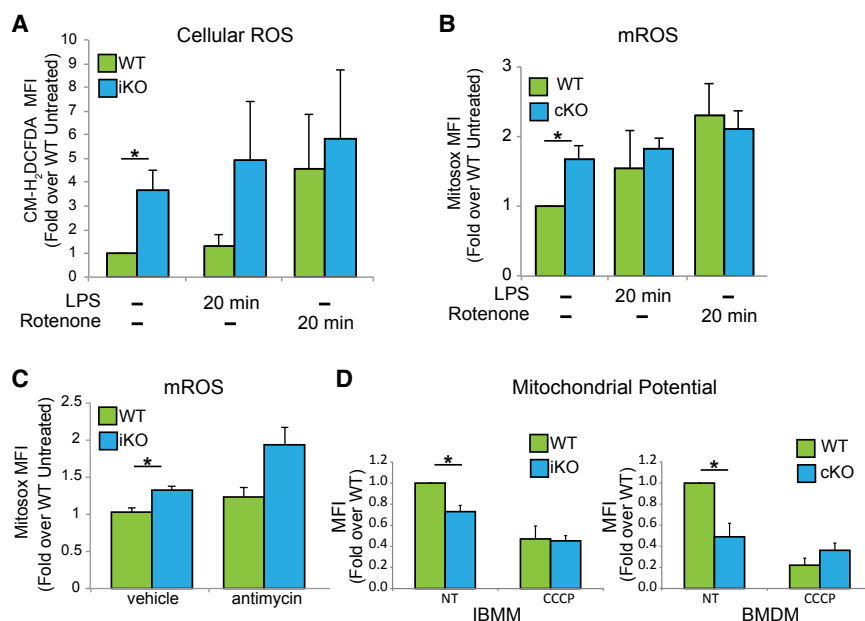 A
Cellular ROS
CM-H2DCFDA MFI
(Fold over WT Untreated)
10
9
8
7
6
5
4
3
2
1
0
WT
iKO
*
LPS – 20 min –
Rotenone – – 20 min
B
mROS
Mitosox MFI
(Fold over WT Untreated)
3
2
1
0
WT
cKO
*
LPS – 20 min –
Rotenone – – 20 min
C
mROS
Mitosox MFI
(Fold over WT Untreated)
2.5
2
1.5
1
0.5
0
WT
iKO
*
vehicle antimycin
D
Mitochondrial Potential
MFI
(Fold over WT)
1.2
1.0
0.8
0.6
0.4
0.2
0.0
WT
iKO
*
NT CCCP
IBMM
MFI
(Fold over WT)
1.2
1.0
0.8
0.6
0.4
0.2
0.0
WT
cKO
*
NT CCCP
BMDM